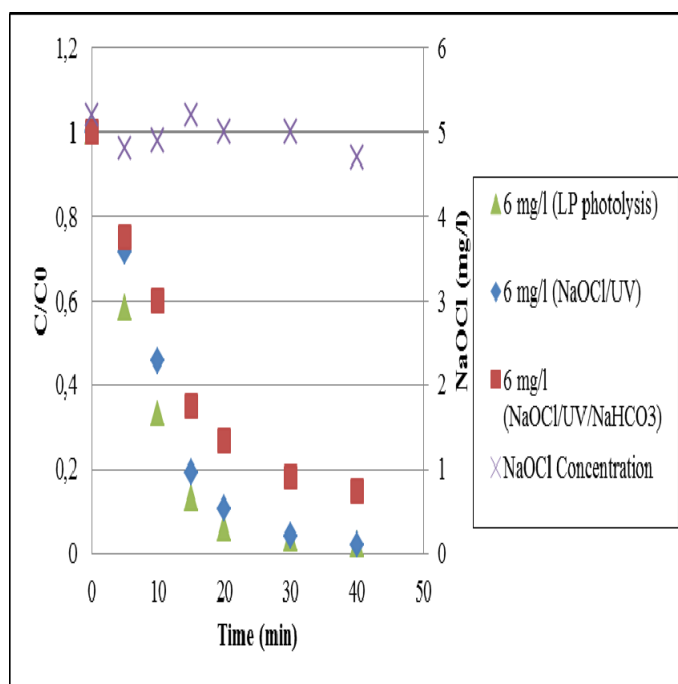 1,2
1
0,8
0,6
0,4
0,2
0
C/C0
6
5
4
3
2
1
0
NaOCl (mg/l)
0 10 20 30 40 50
Time (min)
6 mg/l (LP photolysis)
6 mg/l (NaOCl/UV)
6 mg/l
(NaOCl/UV/NaHCO3)
NaOCl Concentration